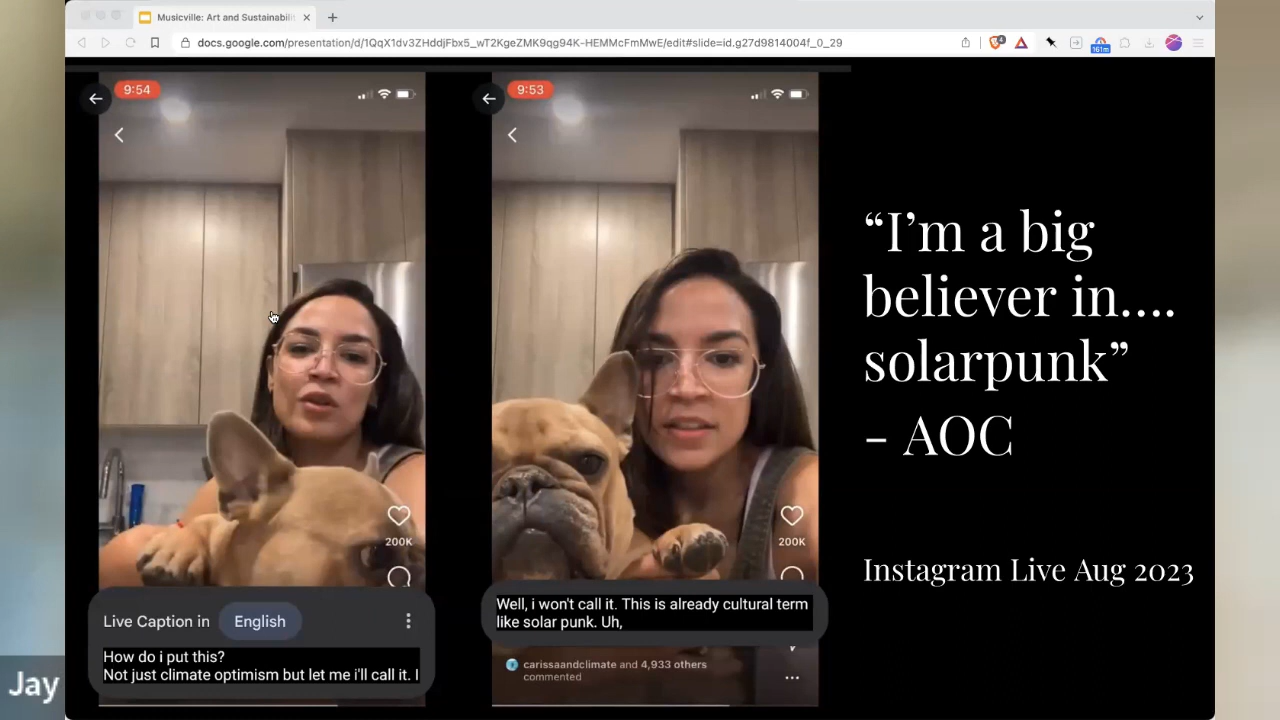 Musicville: Art and Sustainabilit
docs.google.com/presentation/d/1QqX1dv3ZHddjFbx5_wT2KgeZMK9qg94K-HEMMcFmMwE/edit#slide=id.g27d9814004f_0_29
161m
9:54
200K
Live Caption in English
How do i put this?
Not just climate optimism but let me i'll call it. I
9:53
200K
Well, i won't call it. This is already cultural term
like solar punk. Uh,
carissaandclimate and 4,933 others
commented
“I’m a big
believer in....
solarpunk”
- AOC
Instagram Live Aug 2023
Jay